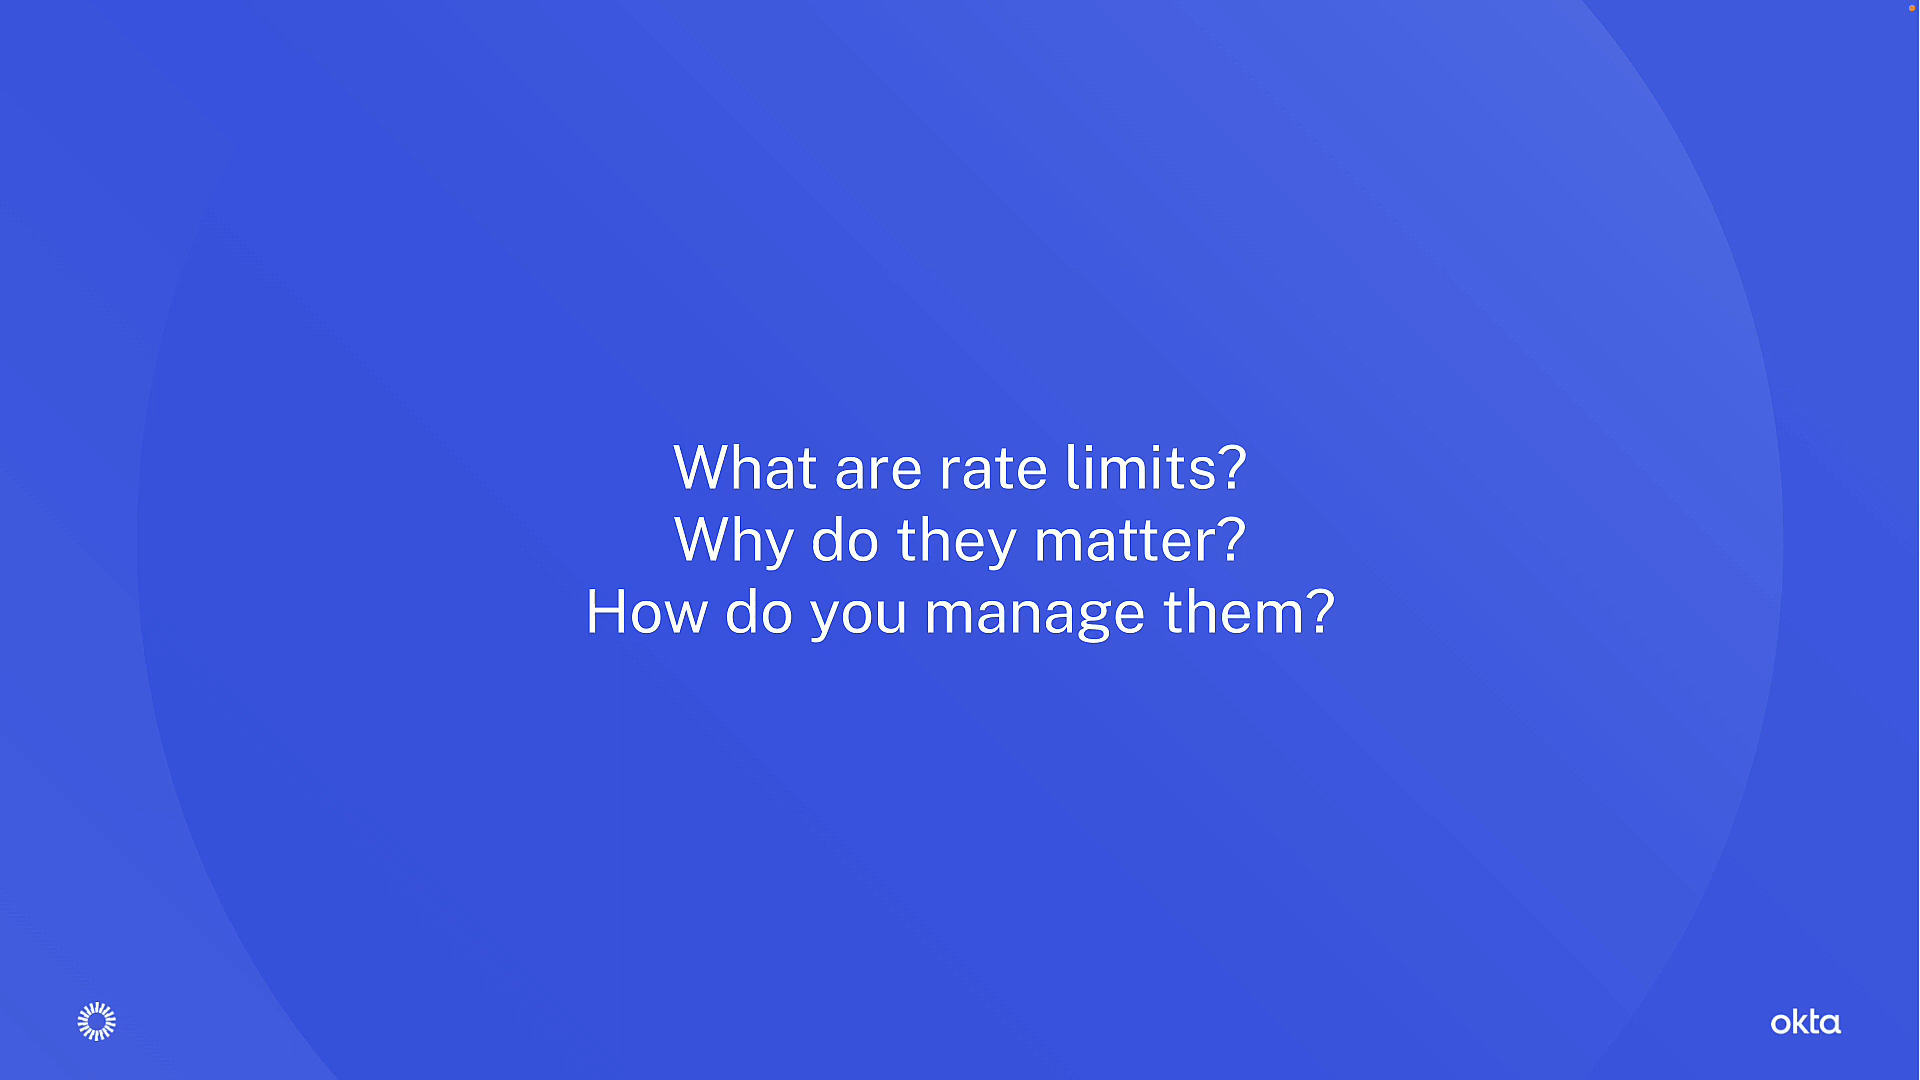 What are rate limits?
Why do they matter?
How do you manage them?
okta